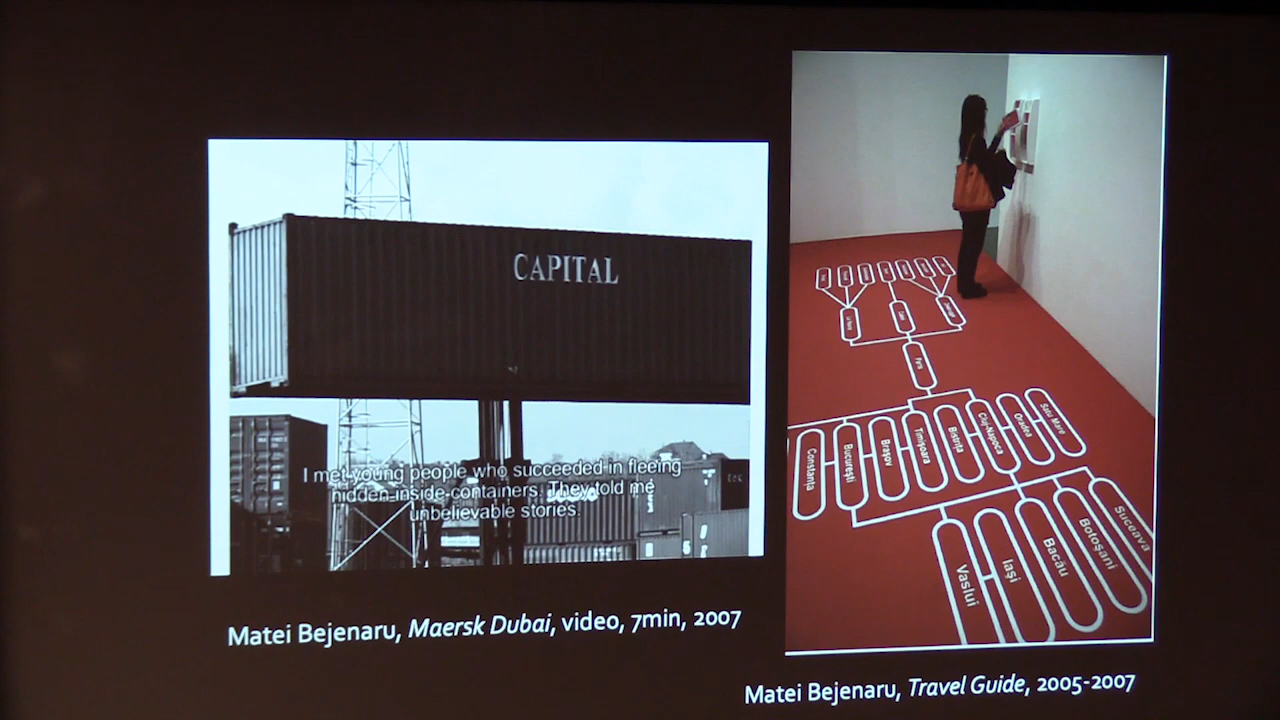 CAPITAL
I met young people who succeeded in fleeing
hidden inside containers. They told me
unbelievable stories.
Matei Bejenaru, Maersk Dubai, video, 7min, 2007
Paris
Constanța
București
Brașov
Timișoara
Bistrița
Cluj-Napoca
Oradea
Satu Mare
Vaslui
Iași
Bacău
Botoșani
Suceava
Matei Bejenaru, Travel Guide, 2005-2007